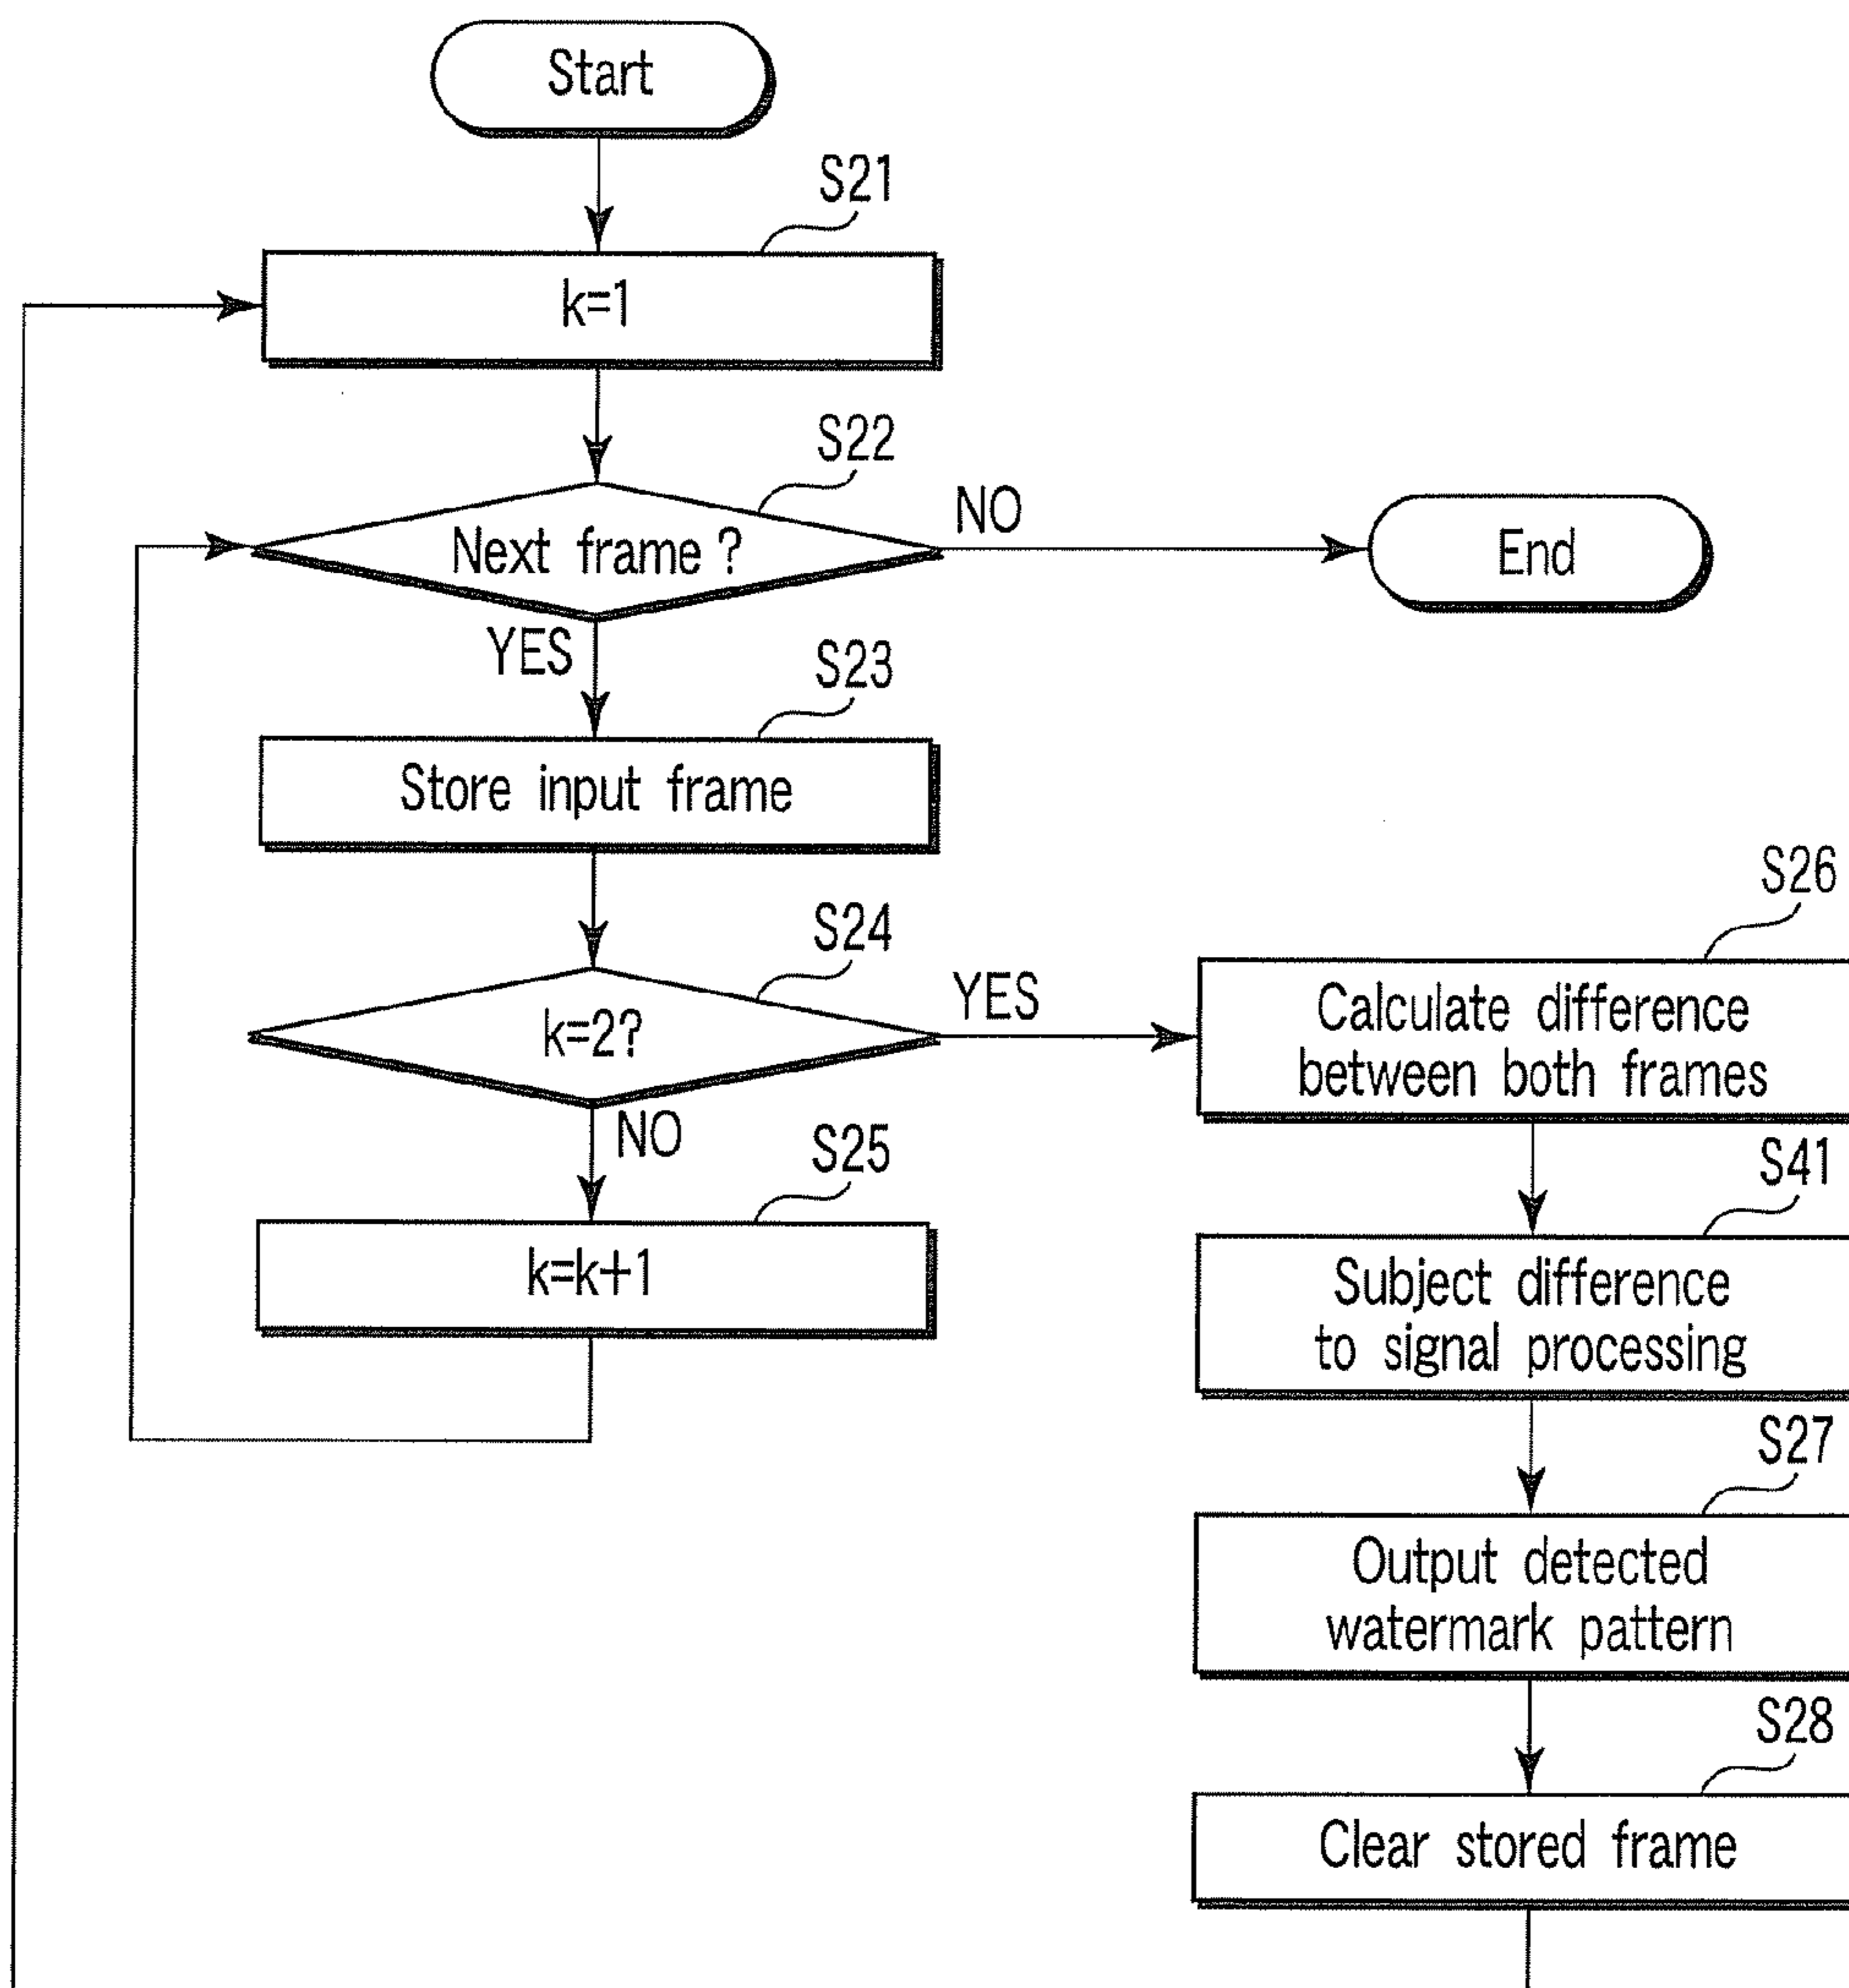 Start
S21
k=1
S22
Next frame ?
NO
End
YES
S23
Store input frame
S24
k=2?
YES
NO
S25
k=k+1
S26
Calculate difference
between both frames
S41
Subject difference
to signal processing
S27
Output detected
watermark pattern
S28
Clear stored frame